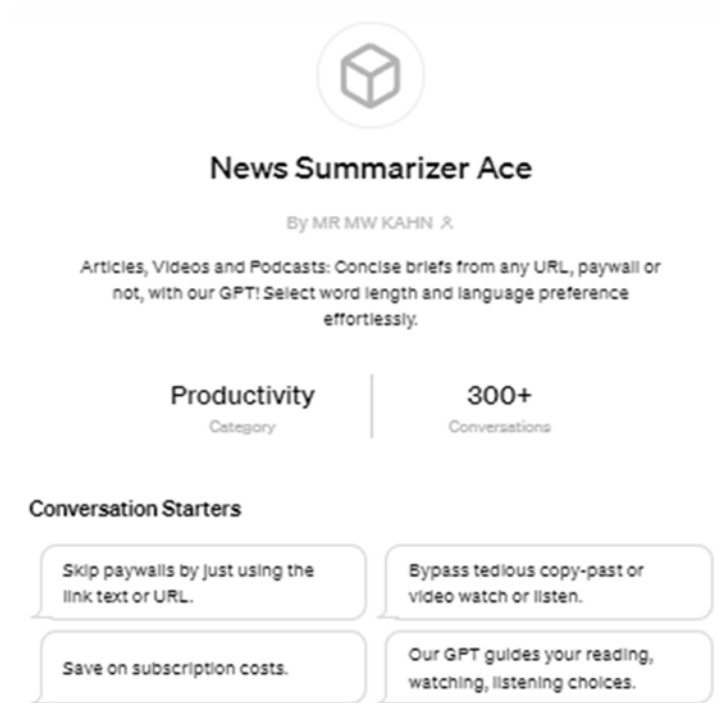 News Summarizer Ace
By MR MW KAHN
Articles, Videos and Podcasts: Concise briefs from any URL, paywall or
not, with our GPT! Select word length and language preference
effortlessly.
Productivity
300+
Category
Conversations
Conversation Starters
Skip paywalls by just using the
link text or URL.
Bypass tedious copy-past or
video watch or listen.
Save on subscription costs.
Our GPT guides your reading,
watching, listening choices.